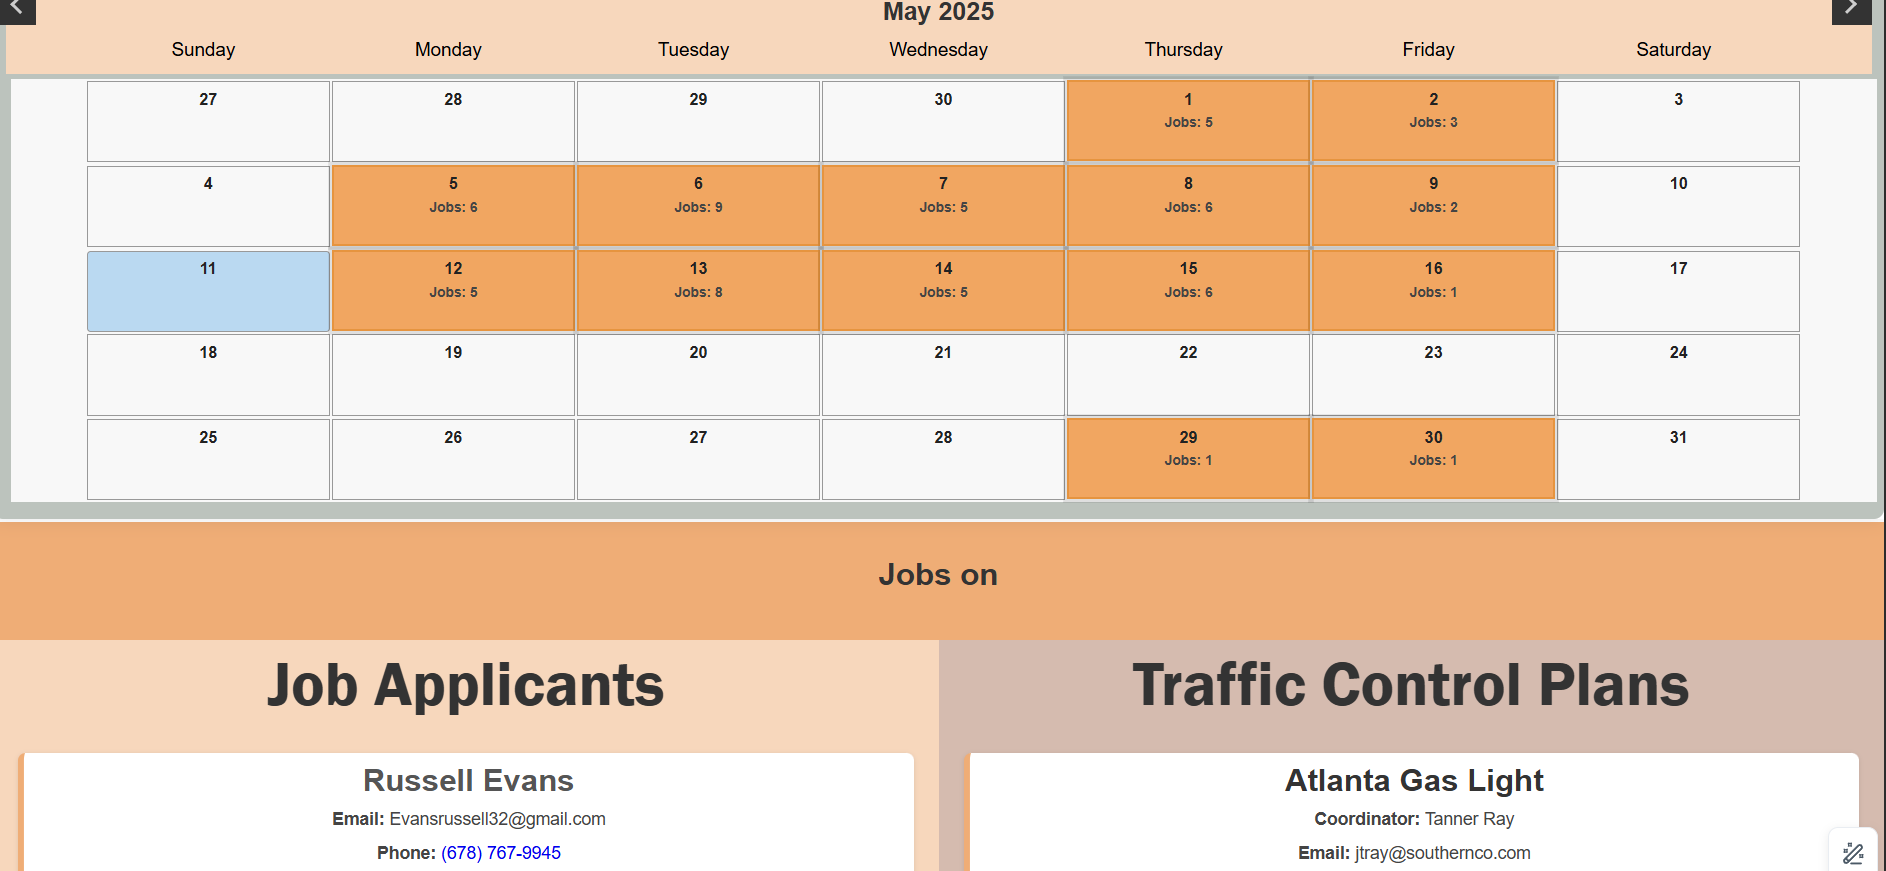 May 2025
Sunday Monday Tuesday Wednesday Thursday Friday Saturday
27 28 29 30 1 2 3
Jobs: 5 Jobs: 3
4 5 6 7 8 9 10
Jobs: 6 Jobs: 9 Jobs: 5 Jobs: 6 Jobs: 2
11 12 13 14 15 16 17
Jobs: 5 Jobs: 8 Jobs: 5 Jobs: 6 Jobs: 1
18 19 20 21 22 23 24
25 26 27 28 29 30 31
Jobs: 1 Jobs: 1
Jobs on
Job Applicants
Russell Evans
Email: Evansrussell32@gmail.com
Phone: (678) 767-9945
Traffic Control Plans
Atlanta Gas Light
Coordinator: Tanner Ray
Email: jtray@southernco.com